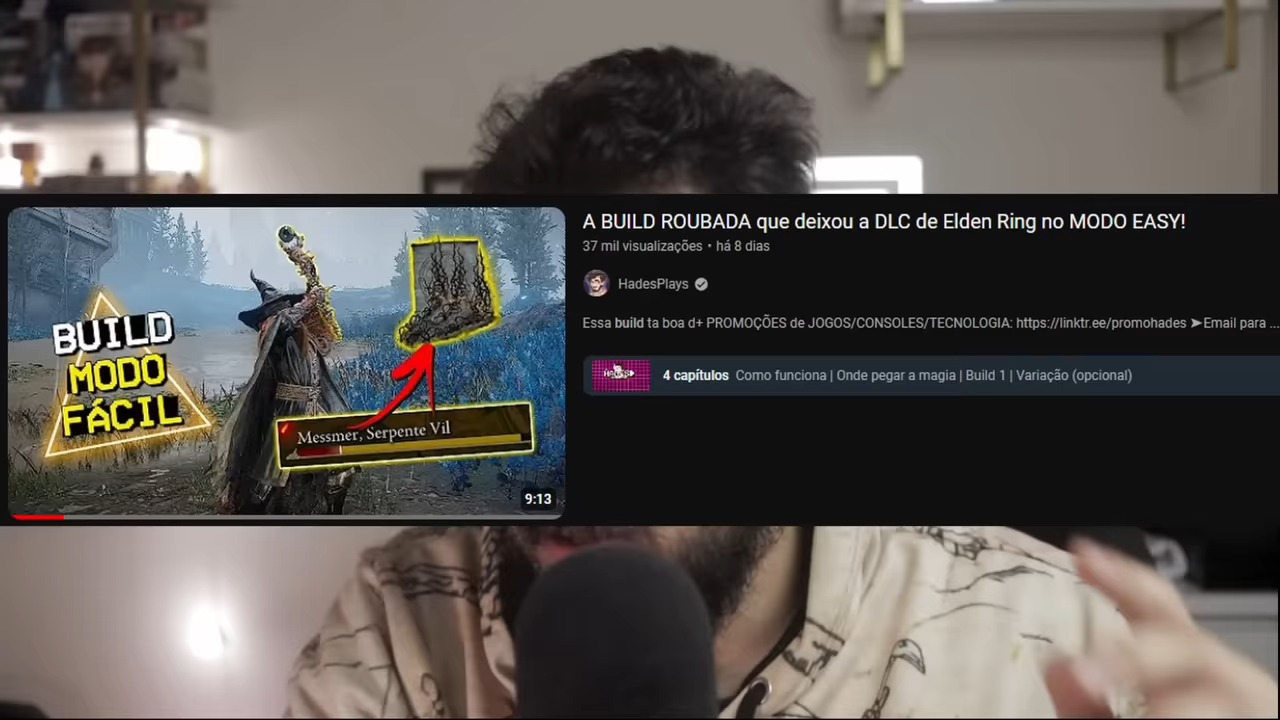 A BUILD ROUBADA que deixou a DLC de Elden Ring no MODO EASY!
37 mil visualizações • há 8 dias
HadesPlays
Essa build ta boa d+ PROMOÇÕES de JOGOS/CONSOLES/TECNOLOGIA: https://linktr.ee/promohades ➤Email para ...
4 capítulos Como funciona | Onde pegar a magia | Build 1 | Variação (opcional)
BUILD
MODO
FÁCIL
Messmer, Serpente Vil
9:13